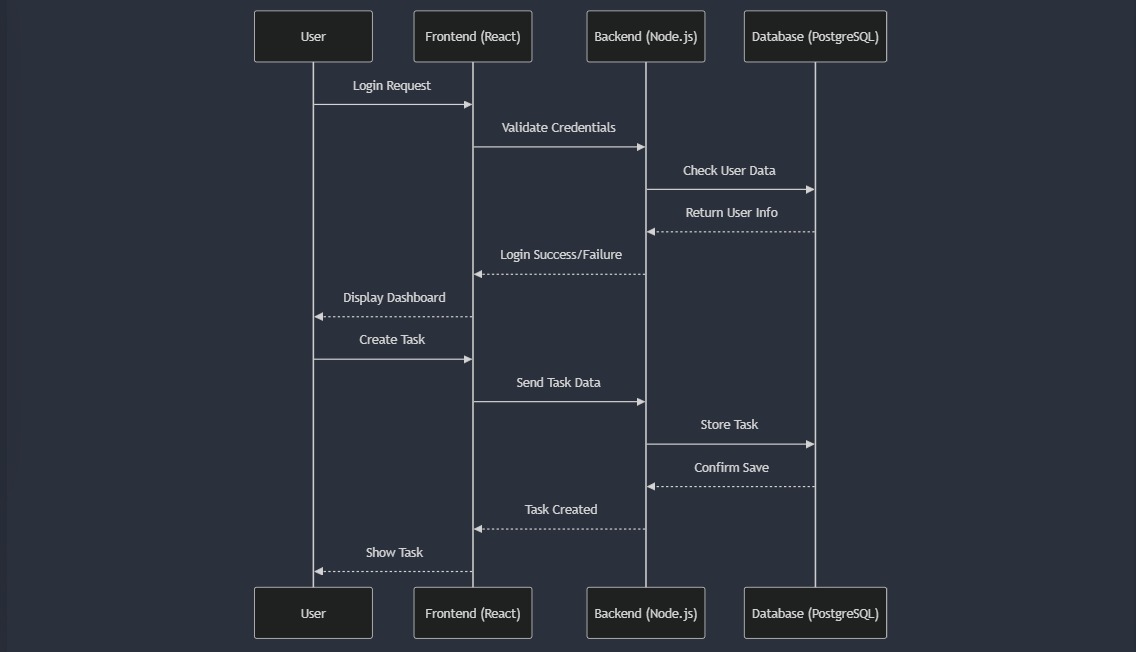 User
Frontend (React)
Backend (Node.js)
Database (PostgreSQL)
Login Request
Validate Credentials
Check User Data
Return User Info
Login Success/Failure
Display Dashboard
Create Task
Send Task Data
Store Task
Confirm Save
Task Created
Show Task
User
Frontend (React)
Backend (Node.js)
Database (PostgreSQL)